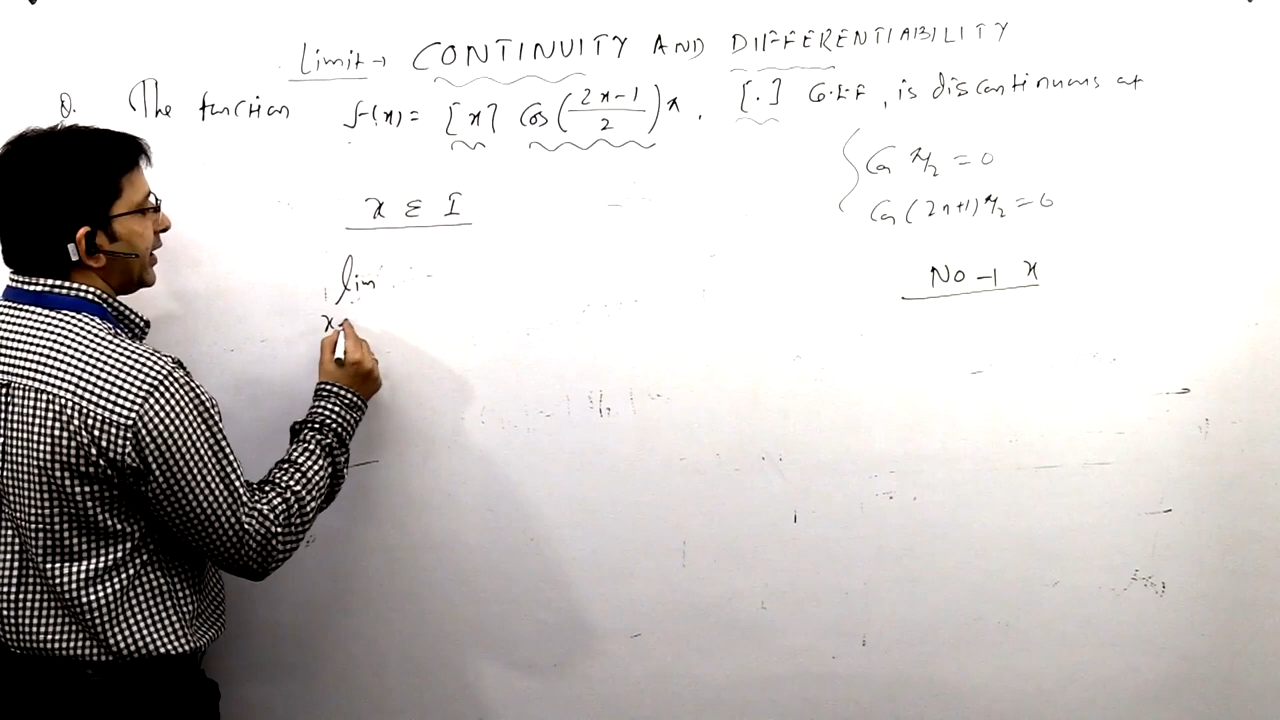 Limit → CONTINUITY AND DIFFERENTIABILITY
Q. The function f(x) = [x] Cos(2x-1/2)π, [.] G.I.F, is discontinuous at
Cos π/2 = 0
x ε I
Cos (2n+1)π/2 = 0
lim
No → x
x